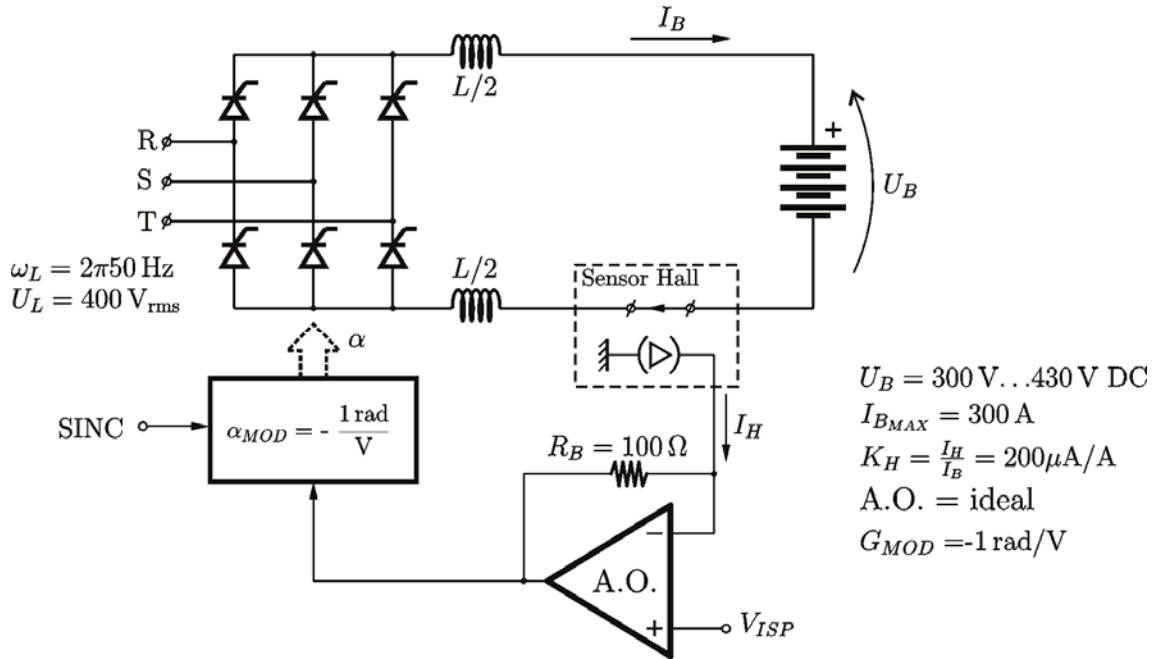 I_B
L/2
R
S
T
+
U_B
ω_L = 2π50 Hz
U_L = 400 V_rms
L/2
Sensor Hall
α
SINC
α_MOD = - 1 rad / V
I_H
R_B = 100 Ω
−
A.O.
+
V_ISP
U_B = 300 V...430 V DC
I_B_MAX = 300 A
K_H = I_H/I_B = 200μA/A
A.O. = ideal
G_MOD =-1 rad/V